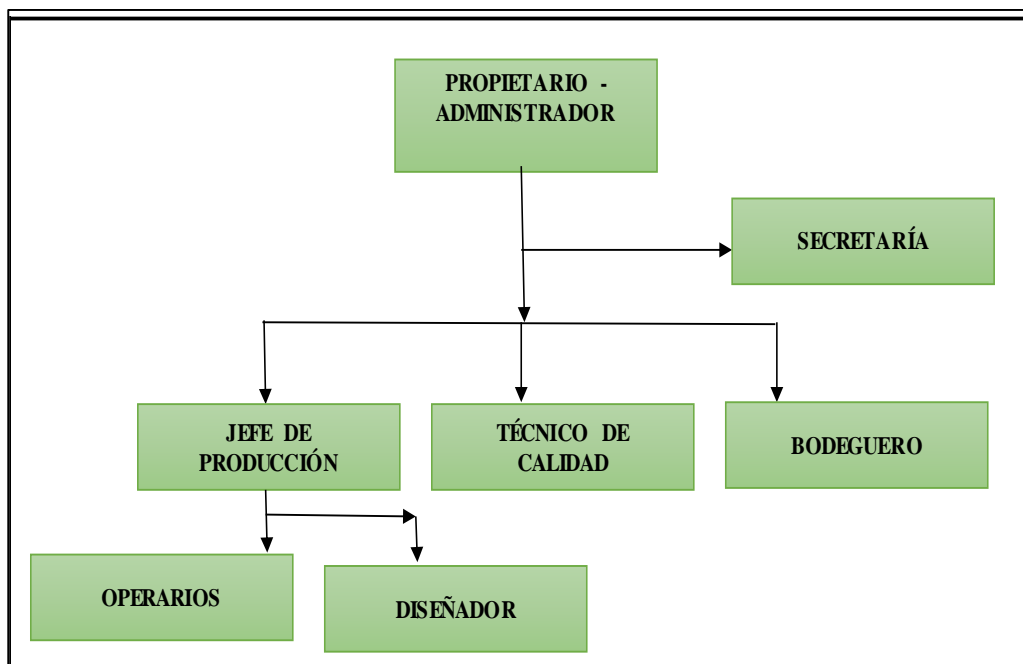 PROPIETARIO -
ADMINISTRADOR
SECRETARÍA
JEFE DE
PRODUCCIÓN
TÉCNICO DE
CALIDAD
BODEGUERO
OPERARIOS
DISEÑADOR